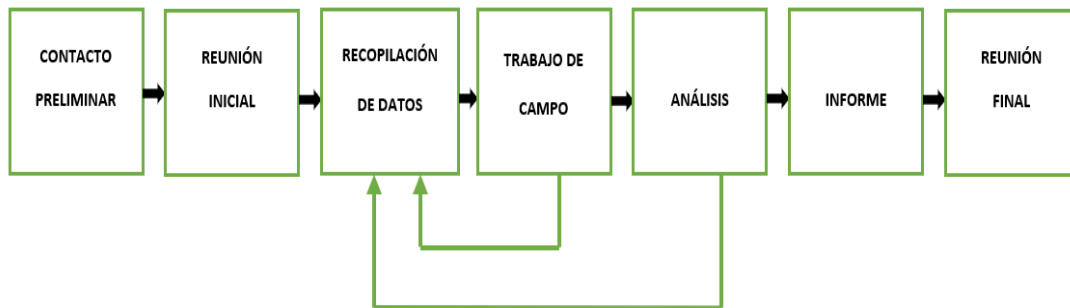 CONTACTO
PRELIMINAR
REUNIÓN
INICIAL
RECOPILACIÓN
DE DATOS
TRABAJO DE
CAMPO
ANÁLISIS
INFORME
REUNIÓN
FINAL